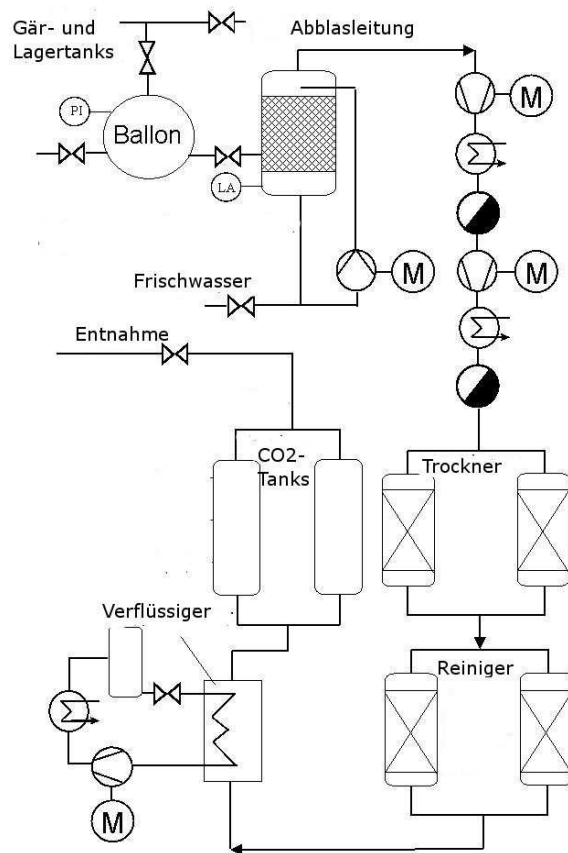 Gär- und
Lagertanks
Abblasleitung
M
PI
Ballon
LA
M
M
Frischwasser
Entnahme
CO2-
Tanks
Trockner
Verflüssiger
Reiniger
M